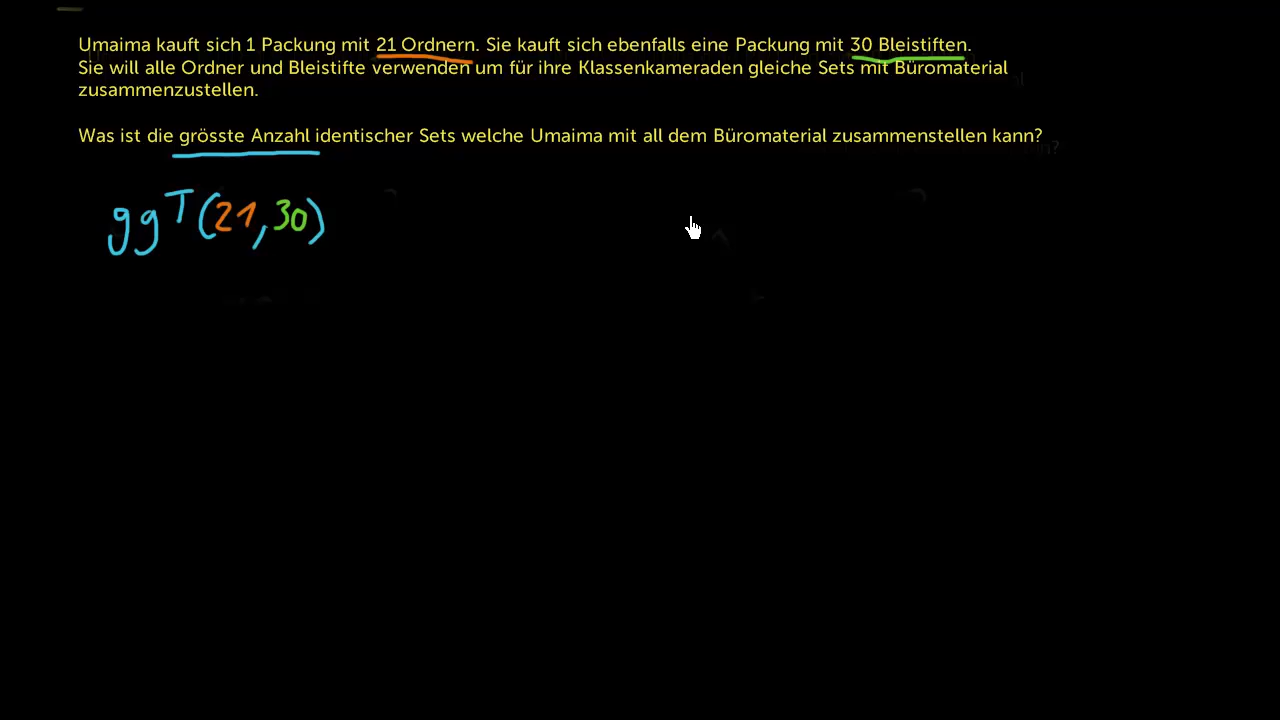 Umaima kauft sich 1 Packung mit 21 Ordnern. Sie kauft sich ebenfalls eine Packung mit 30 Bleistiften.
Sie will alle Ordner und Bleistifte verwenden um für ihre Klassenkameraden gleiche Sets mit Büromaterial
zusammenzustellen.
Was ist die grösste Anzahl identischer Sets welche Umaima mit all dem Büromaterial zusammenstellen kann?
ggT(21,30)